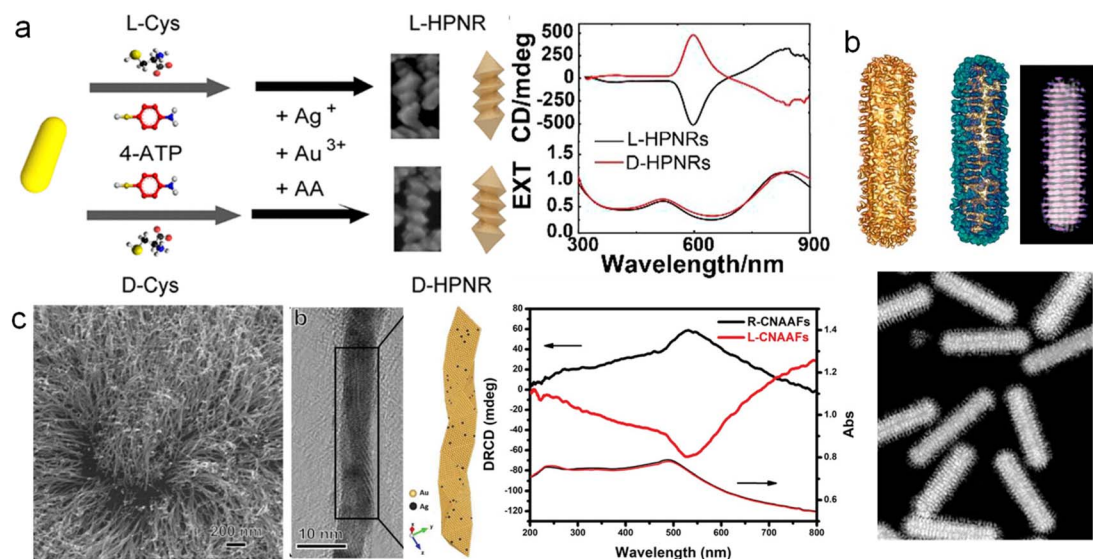 a
L-Cys
4-ATP
D-Cys
+ Ag +
+ Au 3+
+ AA
L-HPNR
D-HPNR
CD/mdeg
500
250
0
-250
-500
L-HPNRs
D-HPNRs
EXT
1.0
0.5
0.0
300
600
900
Wavelength/nm
b
c
200 nm
b
10 nm
Au
Ag
x
y
z
DRCD (mdeg)
80
60
40
20
0
-20
-40
-60
-80
-100
-120
R-CNAAFs
L-CNAAFs
1.4
1.2
1.0
0.8
0.6
Abs
200 300 400 500 600 700 800
Wavelength (nm)